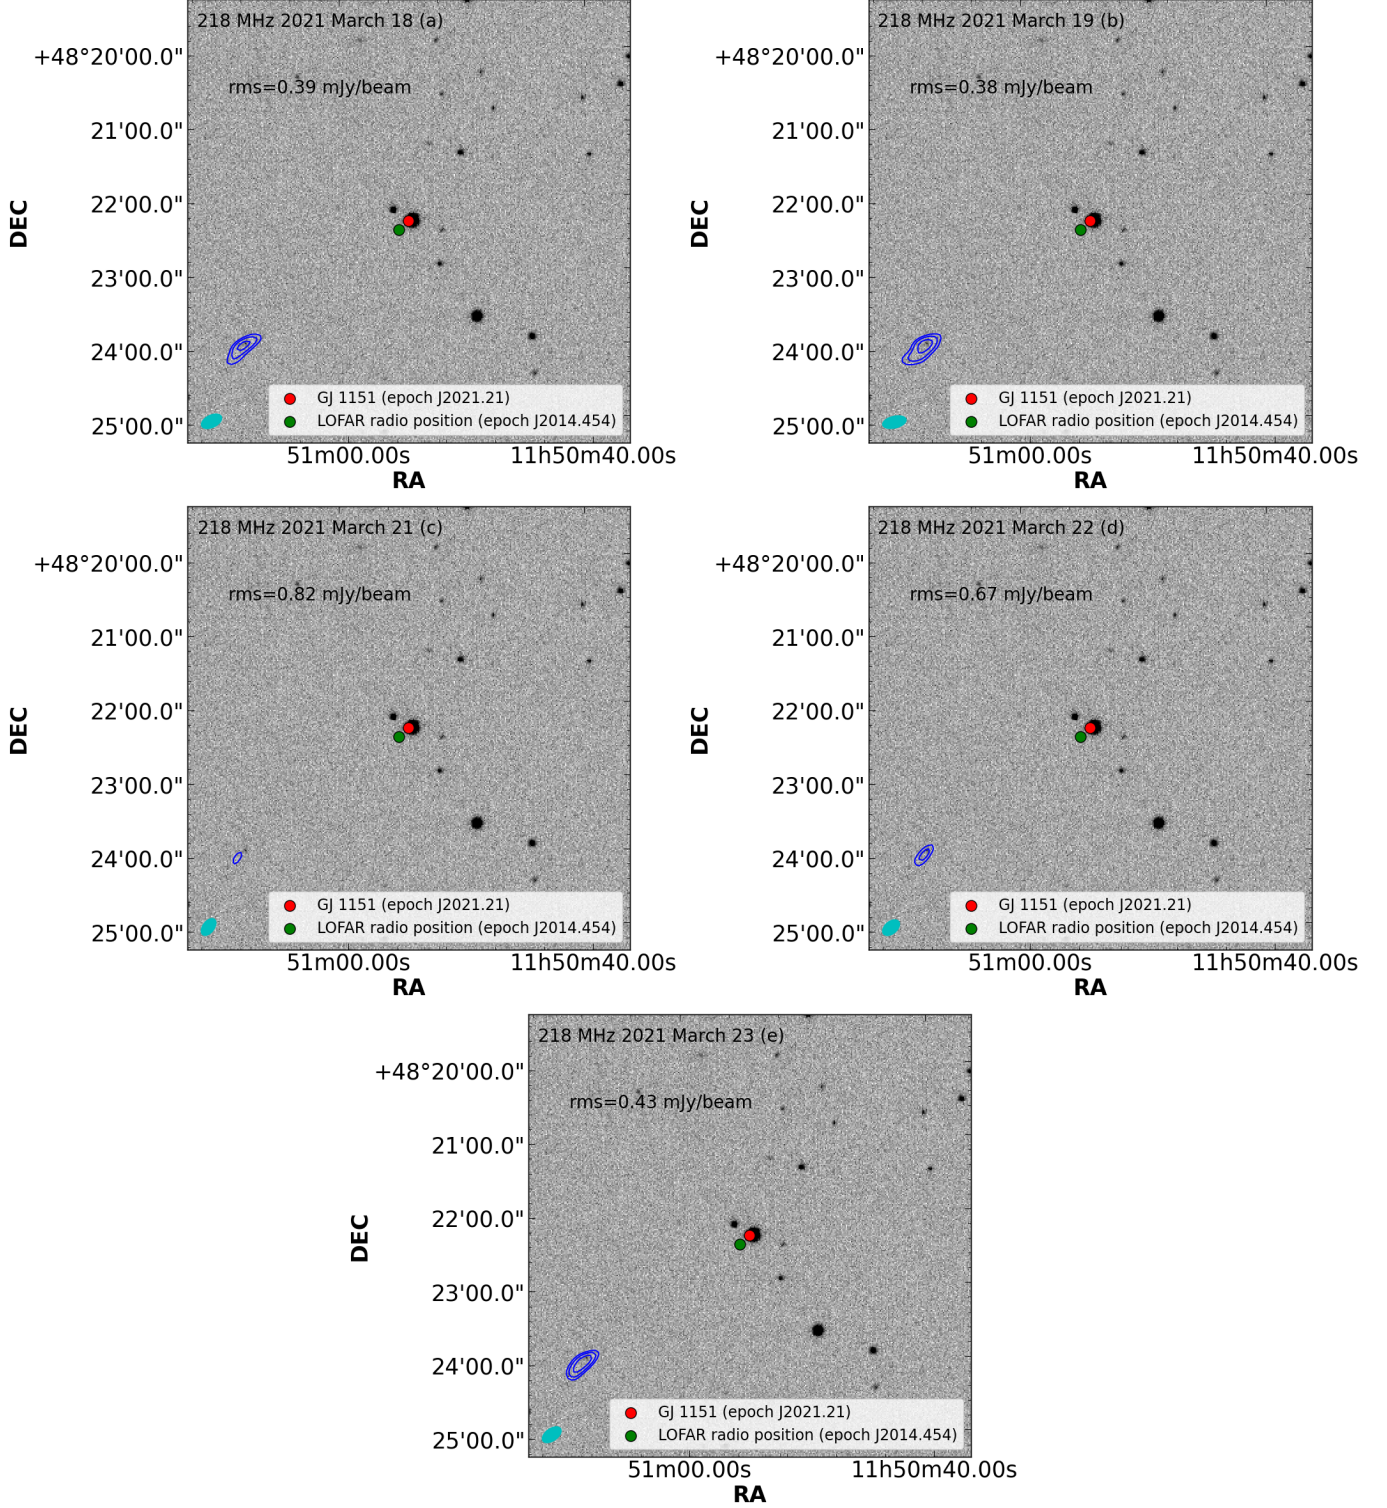 218 MHz 2021 March 18 (a)
rms=0.39 mJy/beam
+48°20'00.0"
21'00.0"
22'00.0"
23'00.0"
24'00.0"
25'00.0"
DEC
GJ 1151 (epoch J2021.21)
LOFAR radio position (epoch J2014.454)
51m00.00s
11h50m40.00s
RA
218 MHz 2021 March 19 (b)
rms=0.38 mJy/beam
+48°20'00.0"
21'00.0"
22'00.0"
23'00.0"
24'00.0"
25'00.0"
DEC
GJ 1151 (epoch J2021.21)
LOFAR radio position (epoch J2014.454)
51m00.00s
11h50m40.00s
RA
218 MHz 2021 March 21 (c)
rms=0.82 mJy/beam
+48°20'00.0"
21'00.0"
22'00.0"
23'00.0"
24'00.0"
25'00.0"
DEC
GJ 1151 (epoch J2021.21)
LOFAR radio position (epoch J2014.454)
51m00.00s
11h50m40.00s
RA
218 MHz 2021 March 22 (d)
rms=0.67 mJy/beam
+48°20'00.0"
21'00.0"
22'00.0"
23'00.0"
24'00.0"
25'00.0"
DEC
GJ 1151 (epoch J2021.21)
LOFAR radio position (epoch J2014.454)
51m00.00s
11h50m40.00s
RA
218 MHz 2021 March 23 (e)
rms=0.43 mJy/beam
+48°20'00.0"
21'00.0"
22'00.0"
23'00.0"
24'00.0"
25'00.0"
DEC
GJ 1151 (epoch J2021.21)
LOFAR radio position (epoch J2014.454)
51m00.00s
11h50m40.00s
RA